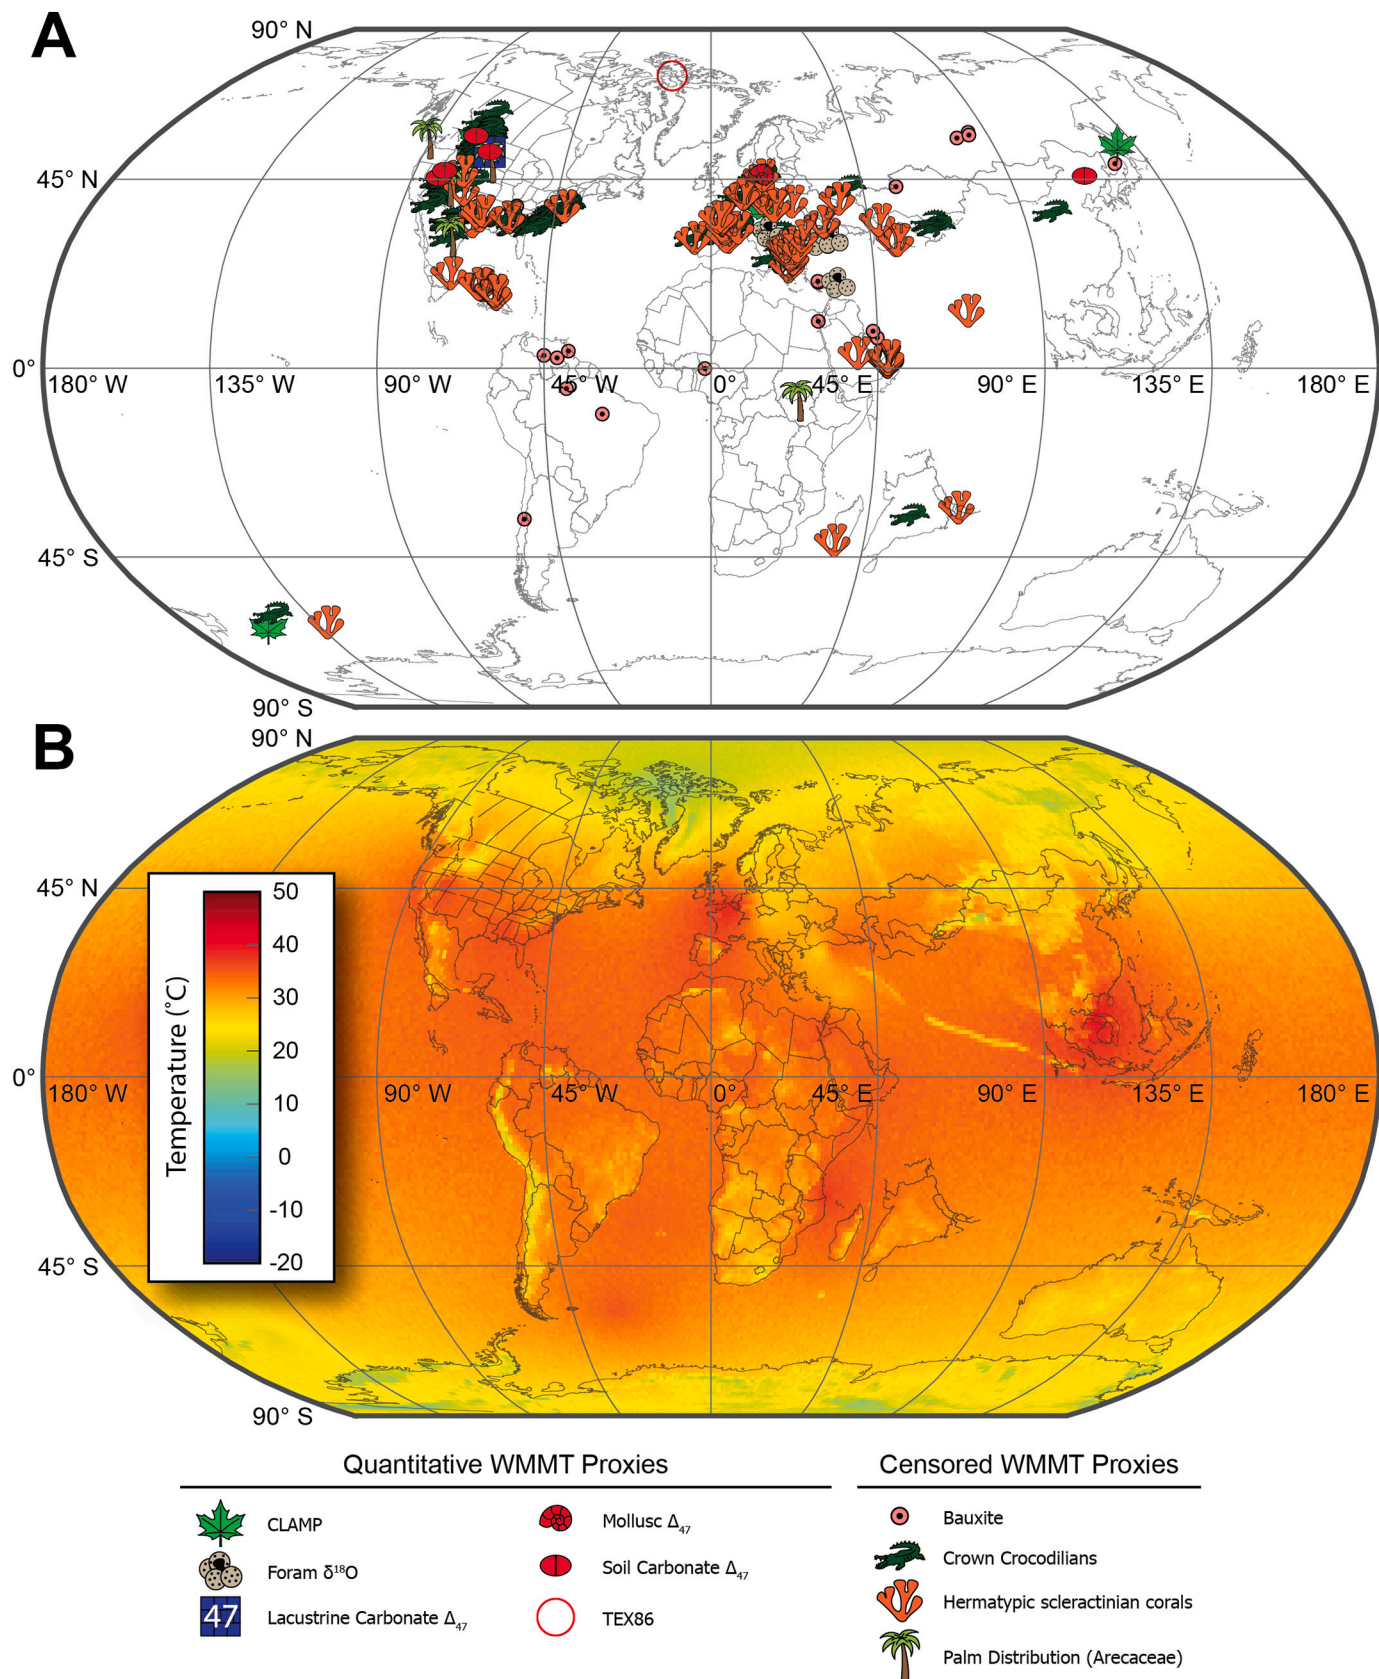 A
90° N
45° N
0°
180° W
135° W
90° W
45° W
0°
45° E
90° E
135° E
180° E
45° S
90° S
B
90° N
45° N
50
40
30
20
10
0
-10
-20
Temperature (˚C)
0°
180° W
90° W
45° W
0°
45° E
90° E
135° E
180° E
45° S
90° S
Quantitative WMMT Proxies
CLAMP
Foram δ¹⁸O
47 Lacustrine Carbonate Δ₄₇
Mollusc Δ₄₇
Soil Carbonate Δ₄₇
TEX86
Censored WMMT Proxies
Bauxite
Crown Crocodilians
Hermatypic scleractinian corals
Palm Distribution (Arecaceae)